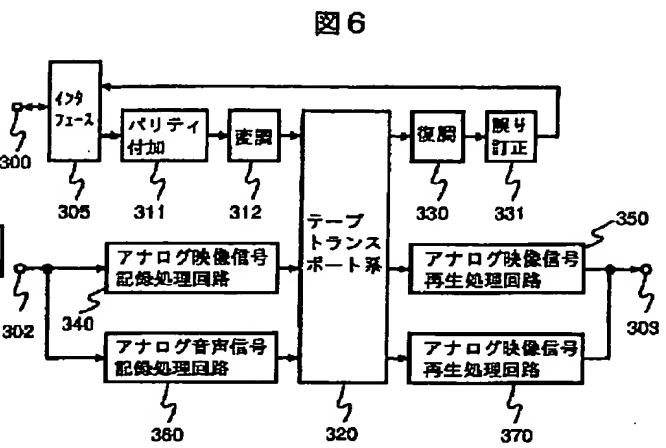 図6
インタ
フェース
パリティ
付加
変調
復調
誤り
訂正
300
305
311
312
330
331
テープ
トランス
ポート系
350
アナログ映像信号
記録処理回路
アナログ映像信号
再生処理回路
302
340
303
アナログ音声信号
記録処理回路
アナログ映像信号
再生処理回路
360
320
370